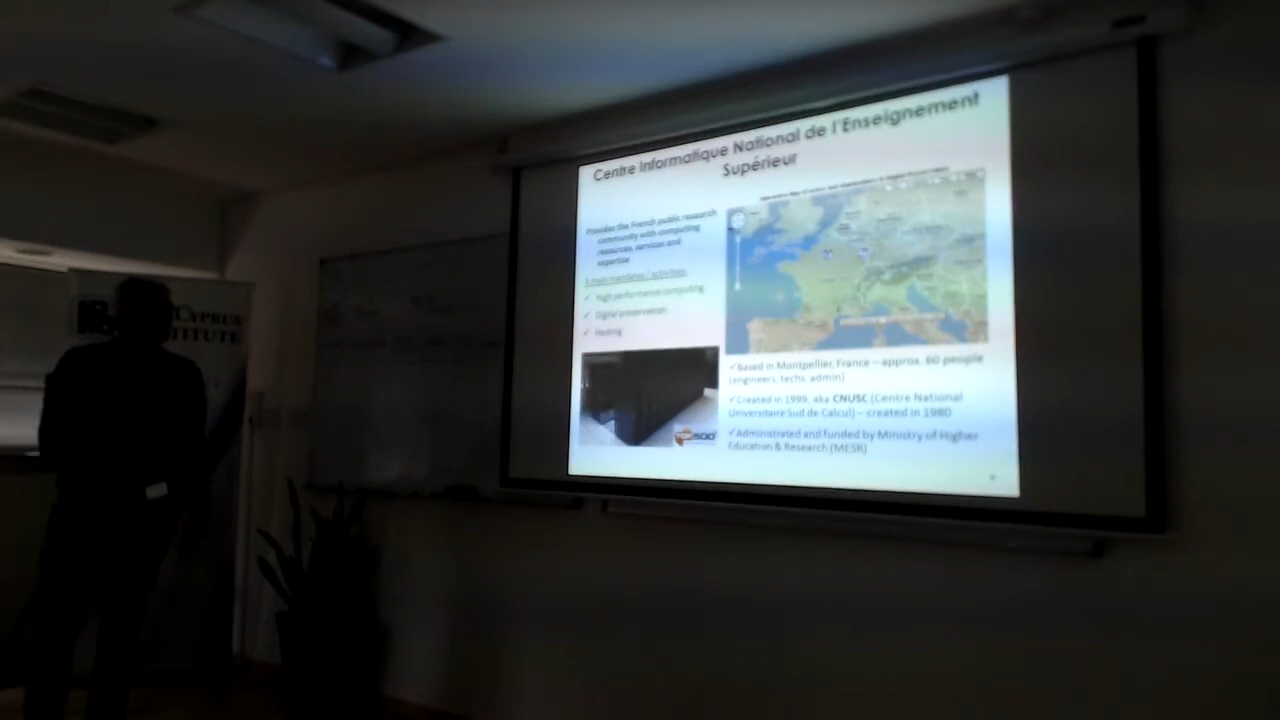 Centre Informatique National de l'Enseignement
Supérieur
Provides the French public research
community with computing
resources, services and
expertise
3 main mandates / activities
✓ High performance computing
✓ Digital preservation
✓ Hosting
500
✓Based in Montpellier, France – approx. 60 people
(engineers, techs, admin)
✓Created in 1999, aka CNUSC (Centre National
Universitaire Sud de Calcul) – created in 1980
✓Administrated and funded by Ministry of Higher
Education & Research (MESR)
CYPRUS